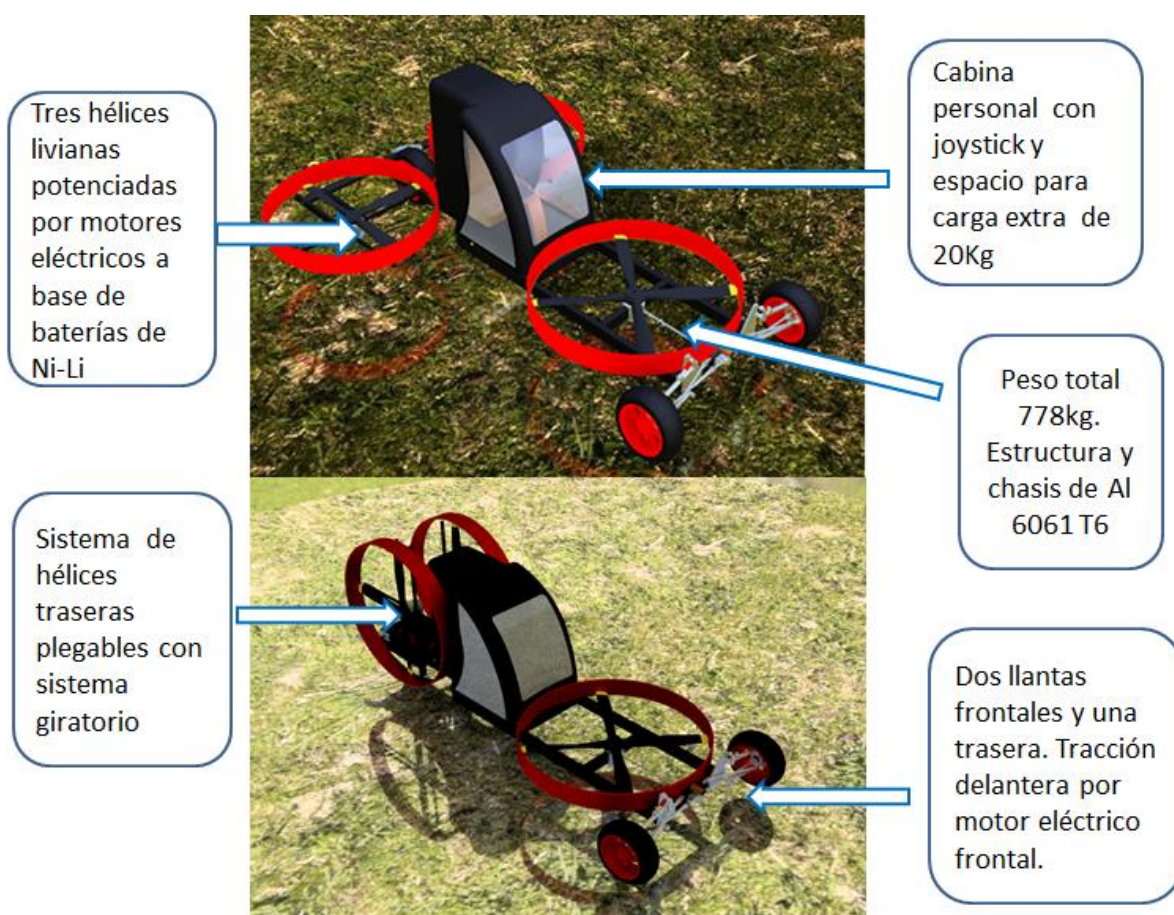 Tres hélices
livianas
potenciadas
por motores
eléctricos a
base de
baterías de
Ni-Li
Cabina
personal con
joystick y
espacio para
carga extra de
20Kg
Peso total
778kg.
Estructura y
chasis de Al
6061 T6
Sistema de
hélices
traseras
plegables con
sistema
giratorio
Dos llantas
frontales y una
trasera. Tracción
delantera por
motor eléctrico
frontal.